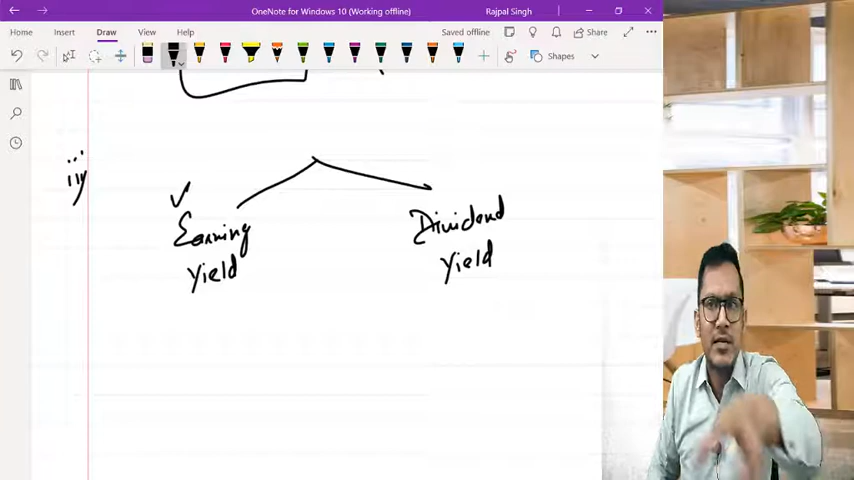 OneNote for Windows 10 (Working offline)
Rajpal Singh
Home Insert Draw View Help
Saved offline
Share
Shapes
iii)
Earning
yield
Dividend
yield